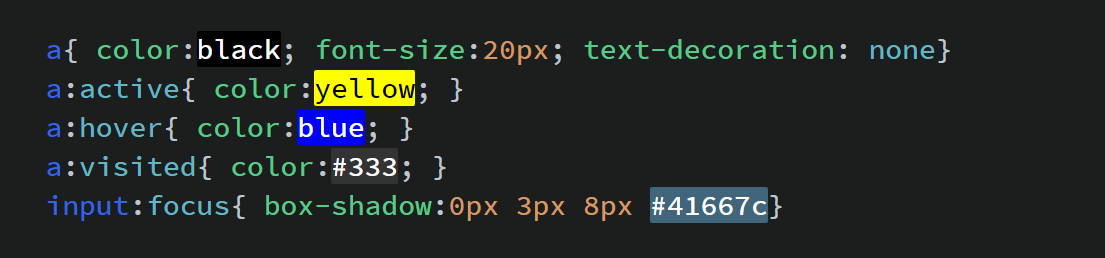 a{ color:black; font-size:20px; text-decoration: none}
a:active{ color:yellow; }
a:hover{ color:blue; }
a:visited{ color:#333; }
input:focus{ box-shadow:0px 3px 8px #41667c}